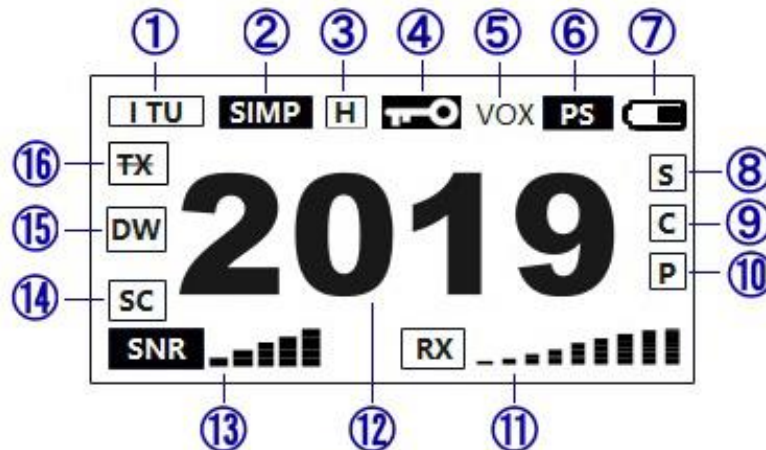 ① ② ③ ④ ⑤ ⑥ ⑦
I TU SIMP H VOX PS
⑯ TX S ⑧
⑮ DW 2019 C ⑨
⑭ SC P ⑩
SNR RX
⑬ ⑫ ⑪